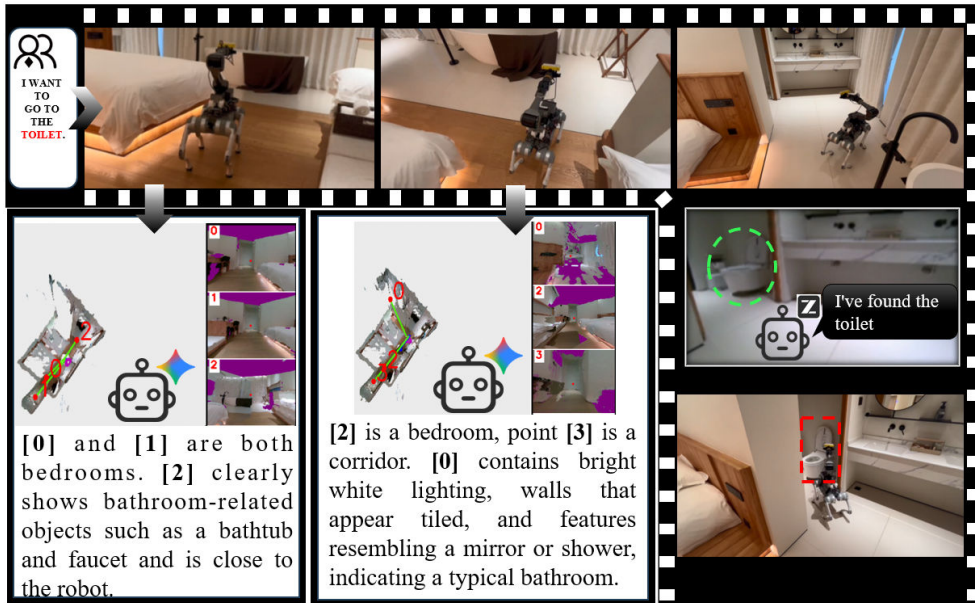 I WANT
TO
GO TO
THE
TOILET.
0
1
2
2
0
[0] and [1] are both
bedrooms. [2] clearly
shows bathroom-related
objects such as a bathtub
and faucet and is close to
the robot.
0
2
3
0
[2] is a bedroom, point [3] is a
corridor. [0] contains bright
white lighting, walls that
appear tiled, and features
resembling a mirror or shower,
indicating a typical bathroom.
Z
I've found the
toilet